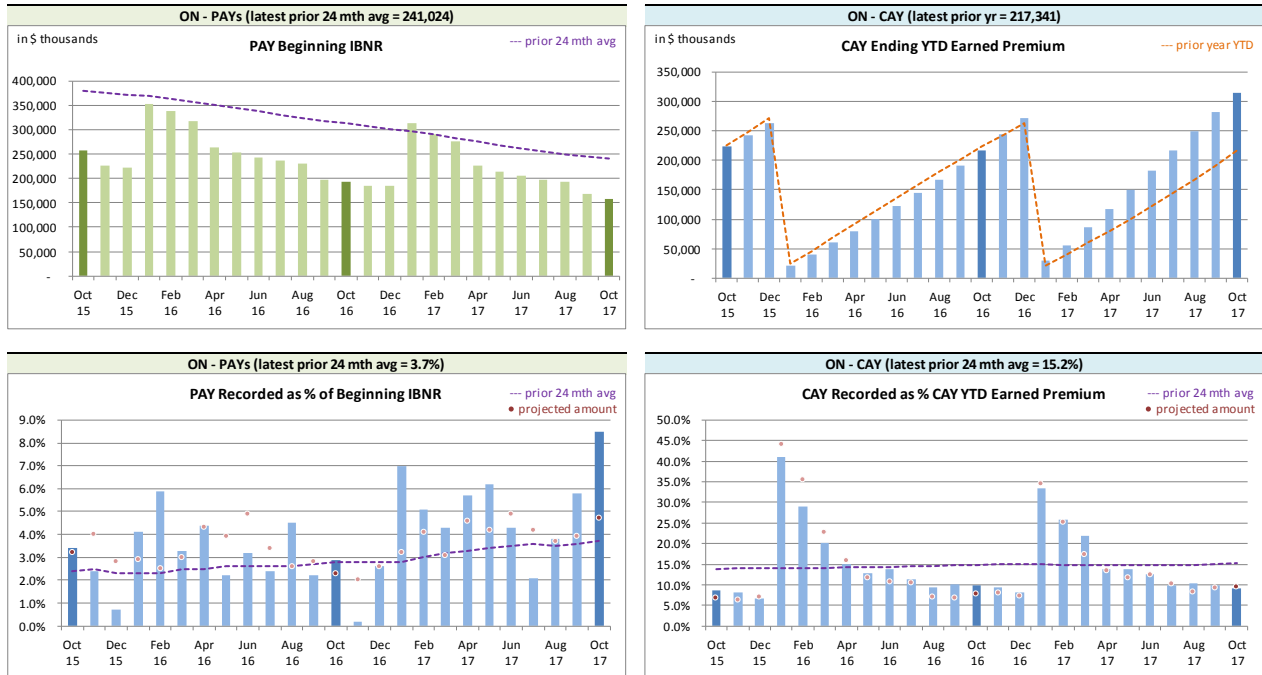 ON - PAYs (latest prior 24 mth avg = 241,024)
in $ thousands
PAY Beginning IBNR
--- prior 24 mth avg
400,000
350,000
300,000
250,000
200,000
150,000
100,000
50,000
-
Oct Dec Feb Apr Jun Aug Oct Dec Feb Apr Jun Aug Oct
15 15 16 16 16 16 16 16 17 17 17 17 17
ON - CAY (latest prior yr = 217,341)
in $ thousands
CAY Ending YTD Earned Premium
--- prior year YTD
350,000
300,000
250,000
200,000
150,000
100,000
50,000
-
Oct Dec Feb Apr Jun Aug Oct Dec Feb Apr Jun Aug Oct
15 15 16 16 16 16 16 16 17 17 17 17 17
ON - PAYs (latest prior 24 mth avg = 3.7%)
PAY Recorded as % of Beginning IBNR
--- prior 24 mth avg
• projected amount
9.0%
8.0%
7.0%
6.0%
5.0%
4.0%
3.0%
2.0%
1.0%
0.0%
Oct Dec Feb Apr Jun Aug Oct Dec Feb Apr Jun Aug Oct
15 15 16 16 16 16 16 16 17 17 17 17 17
ON - CAY (latest prior 24 mth avg = 15.2%)
CAY Recorded as % CAY YTD Earned Premium
--- prior 24 mth avg
• projected amount
50.0%
45.0%
40.0%
35.0%
30.0%
25.0%
20.0%
15.0%
10.0%
5.0%
0.0%
Oct Dec Feb Apr Jun Aug Oct Dec Feb Apr Jun Aug Oct
15 15 16 16 16 16 16 16 17 17 17 17 17